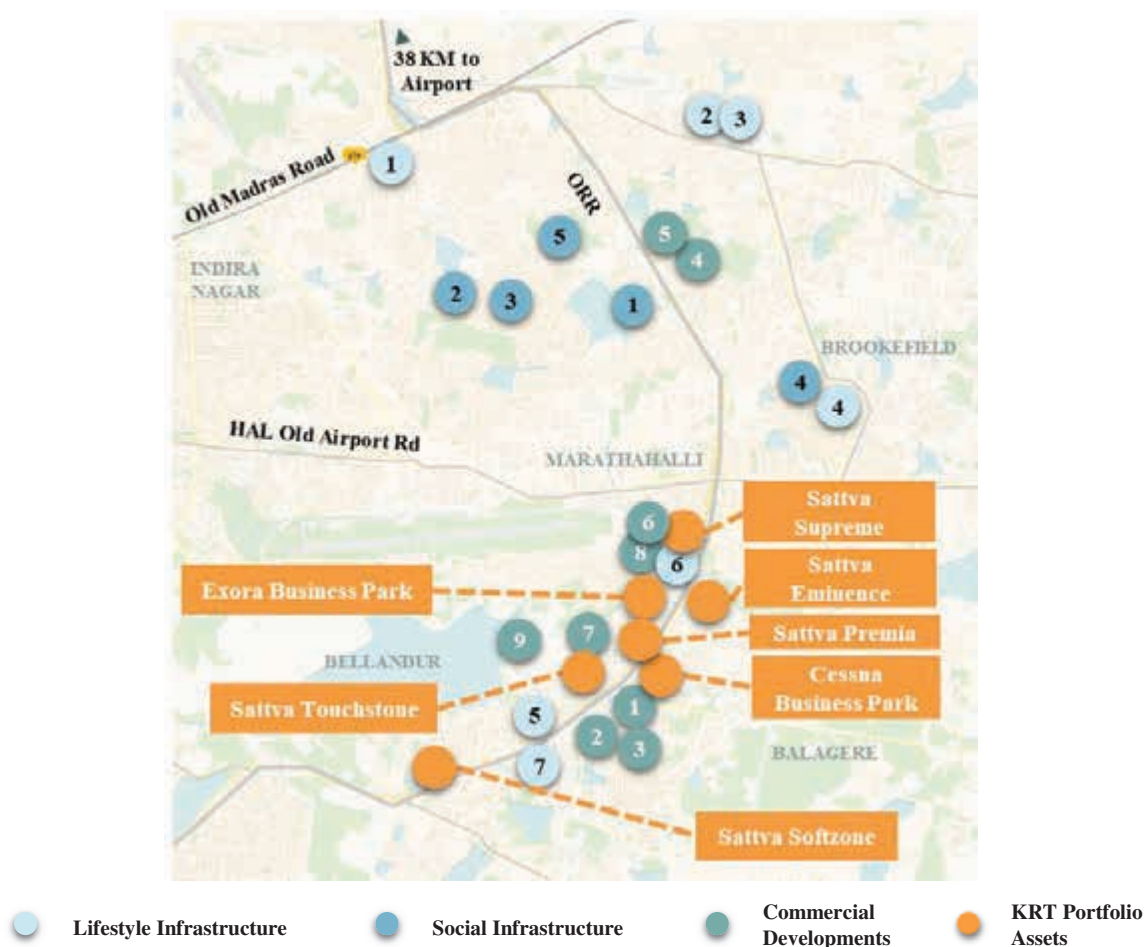 38 KM to
Airport
2
3
Old Madras Road
1
ORR
5
5
4
INDIRA
NAGAR
2
3
1
BROOKEFIELD
4
4
HAL Old Airport Rd
MARATHAHALLI
Sattva
Supreme
6
8
6
Sattva
Eminence
Exora Business Park
9
7
Sattva Premia
BELLANDUR
Cessna
Business Park
Sattva Touchstone
5
1
2
3
BALAGERE
7
Sattva Softzone
Lifestyle Infrastructure
Social Infrastructure
Commercial
Developments
KRT Portfolio
Assets